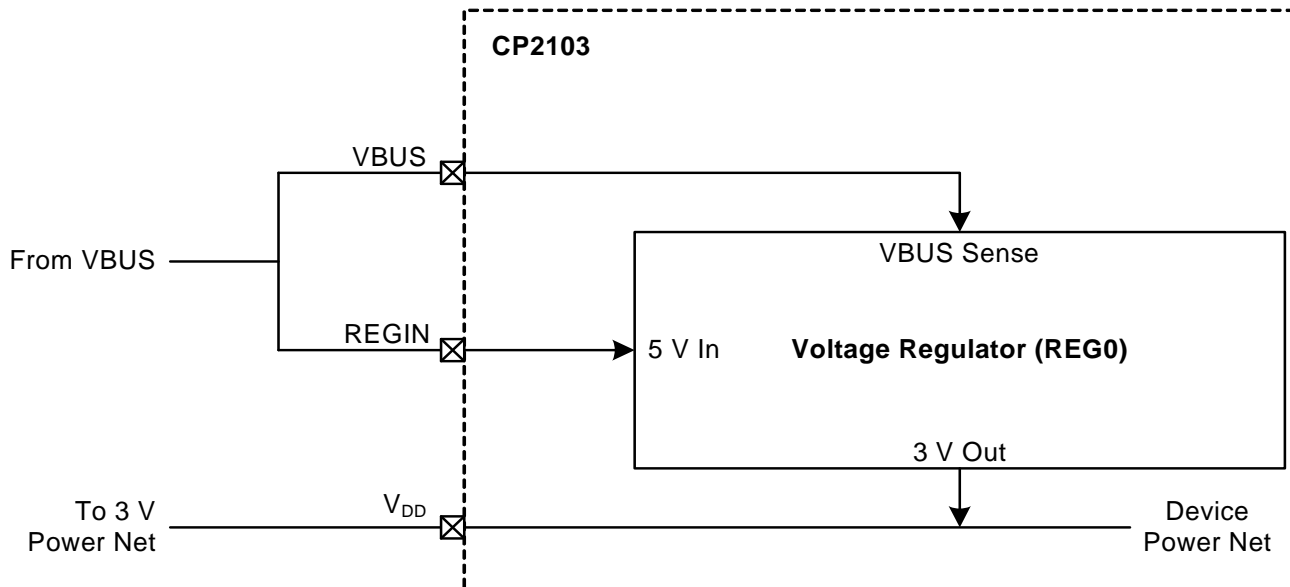 CP2103
VBUS
From VBUS
VBUS Sense
REGIN
5 V In
Voltage Regulator (REG0)
3 V Out
To 3 V
Power Net
VDD
Device
Power Net